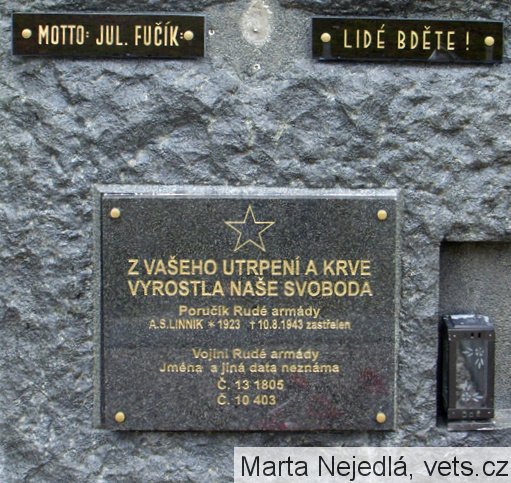 MOTTO: JUL. FUČÍK:
LIDÉ BDĚTE !
Z VAŠEHO UTRPENÍ A KRVE
VYROSTLA NAŠE SVOBODA
Poručík Rudé armády
A.S.LINNIK *1923 †10.8.1943 zastřelen
Vojíni Rudé armády
Jména a jiná data neznáma
Č. 13 1805
Č. 10 403
Marta Nejedlá, vets.cz